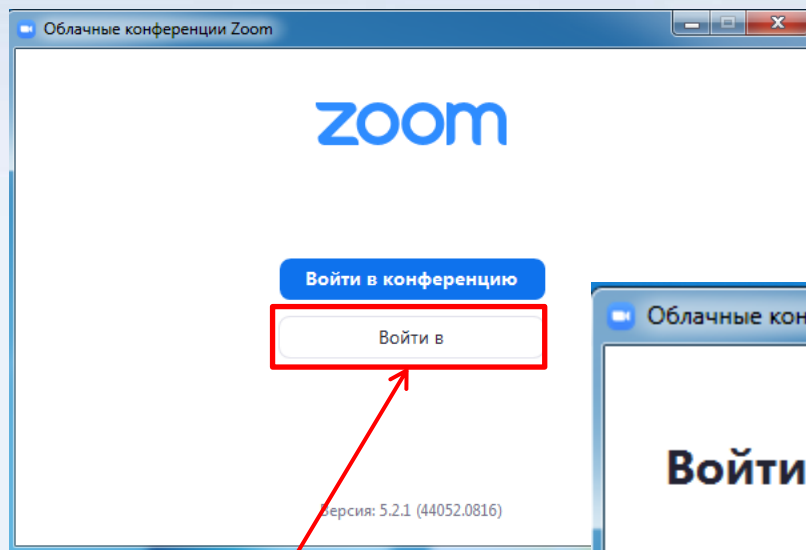 Облачные конференции Zoom
zoom
Войти в конференцию
Войти в
Версия: 5.2.1 (44052.0816)
Облачные кон
Войти